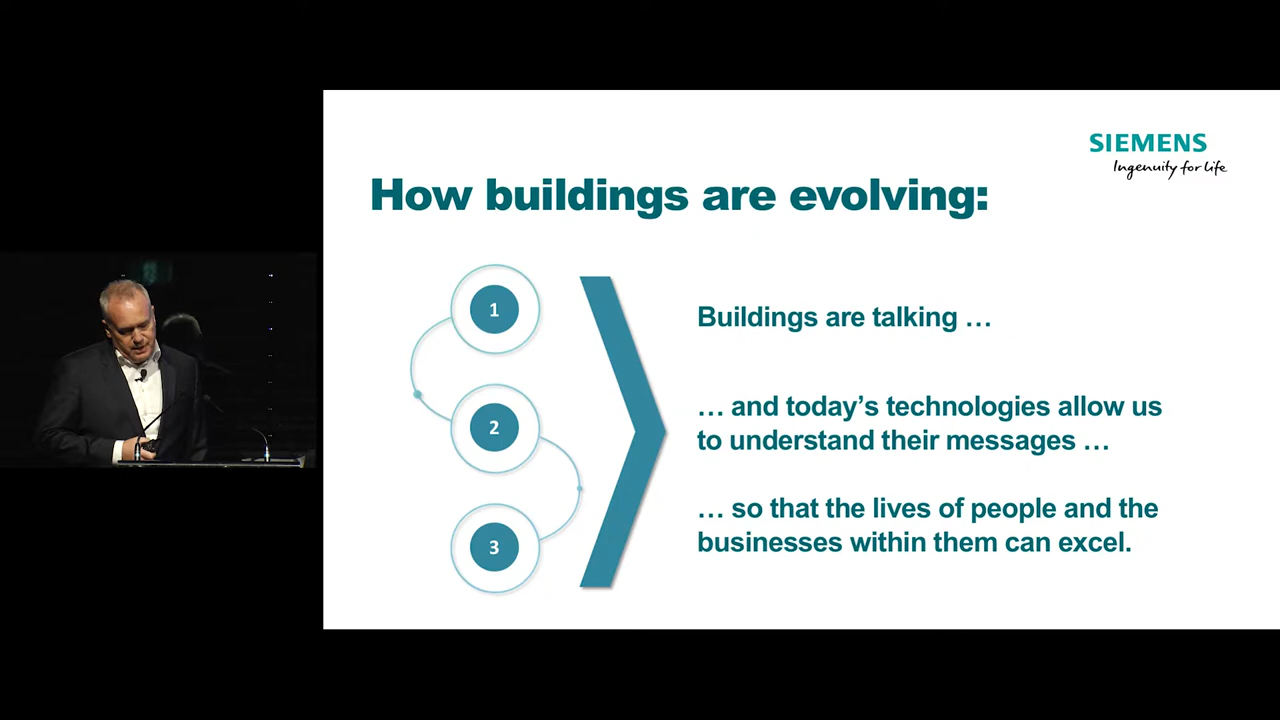 SIEMENS
Ingenuity for life
How buildings are evolving:
1
Buildings are talking …
2
… and today’s technologies allow us
to understand their messages …
3
… so that the lives of people and the
businesses within them can excel.